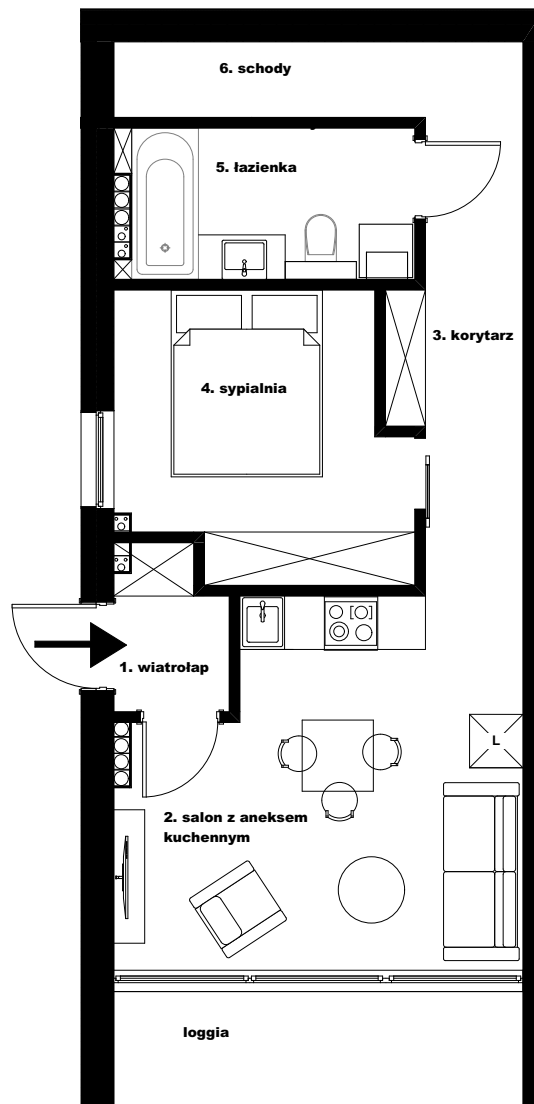 6. schody
5. łazienka
3. korytarz
4. sypialnia
1. wiatrołap
L
2. salon z aneksem
kuchennym
loggia